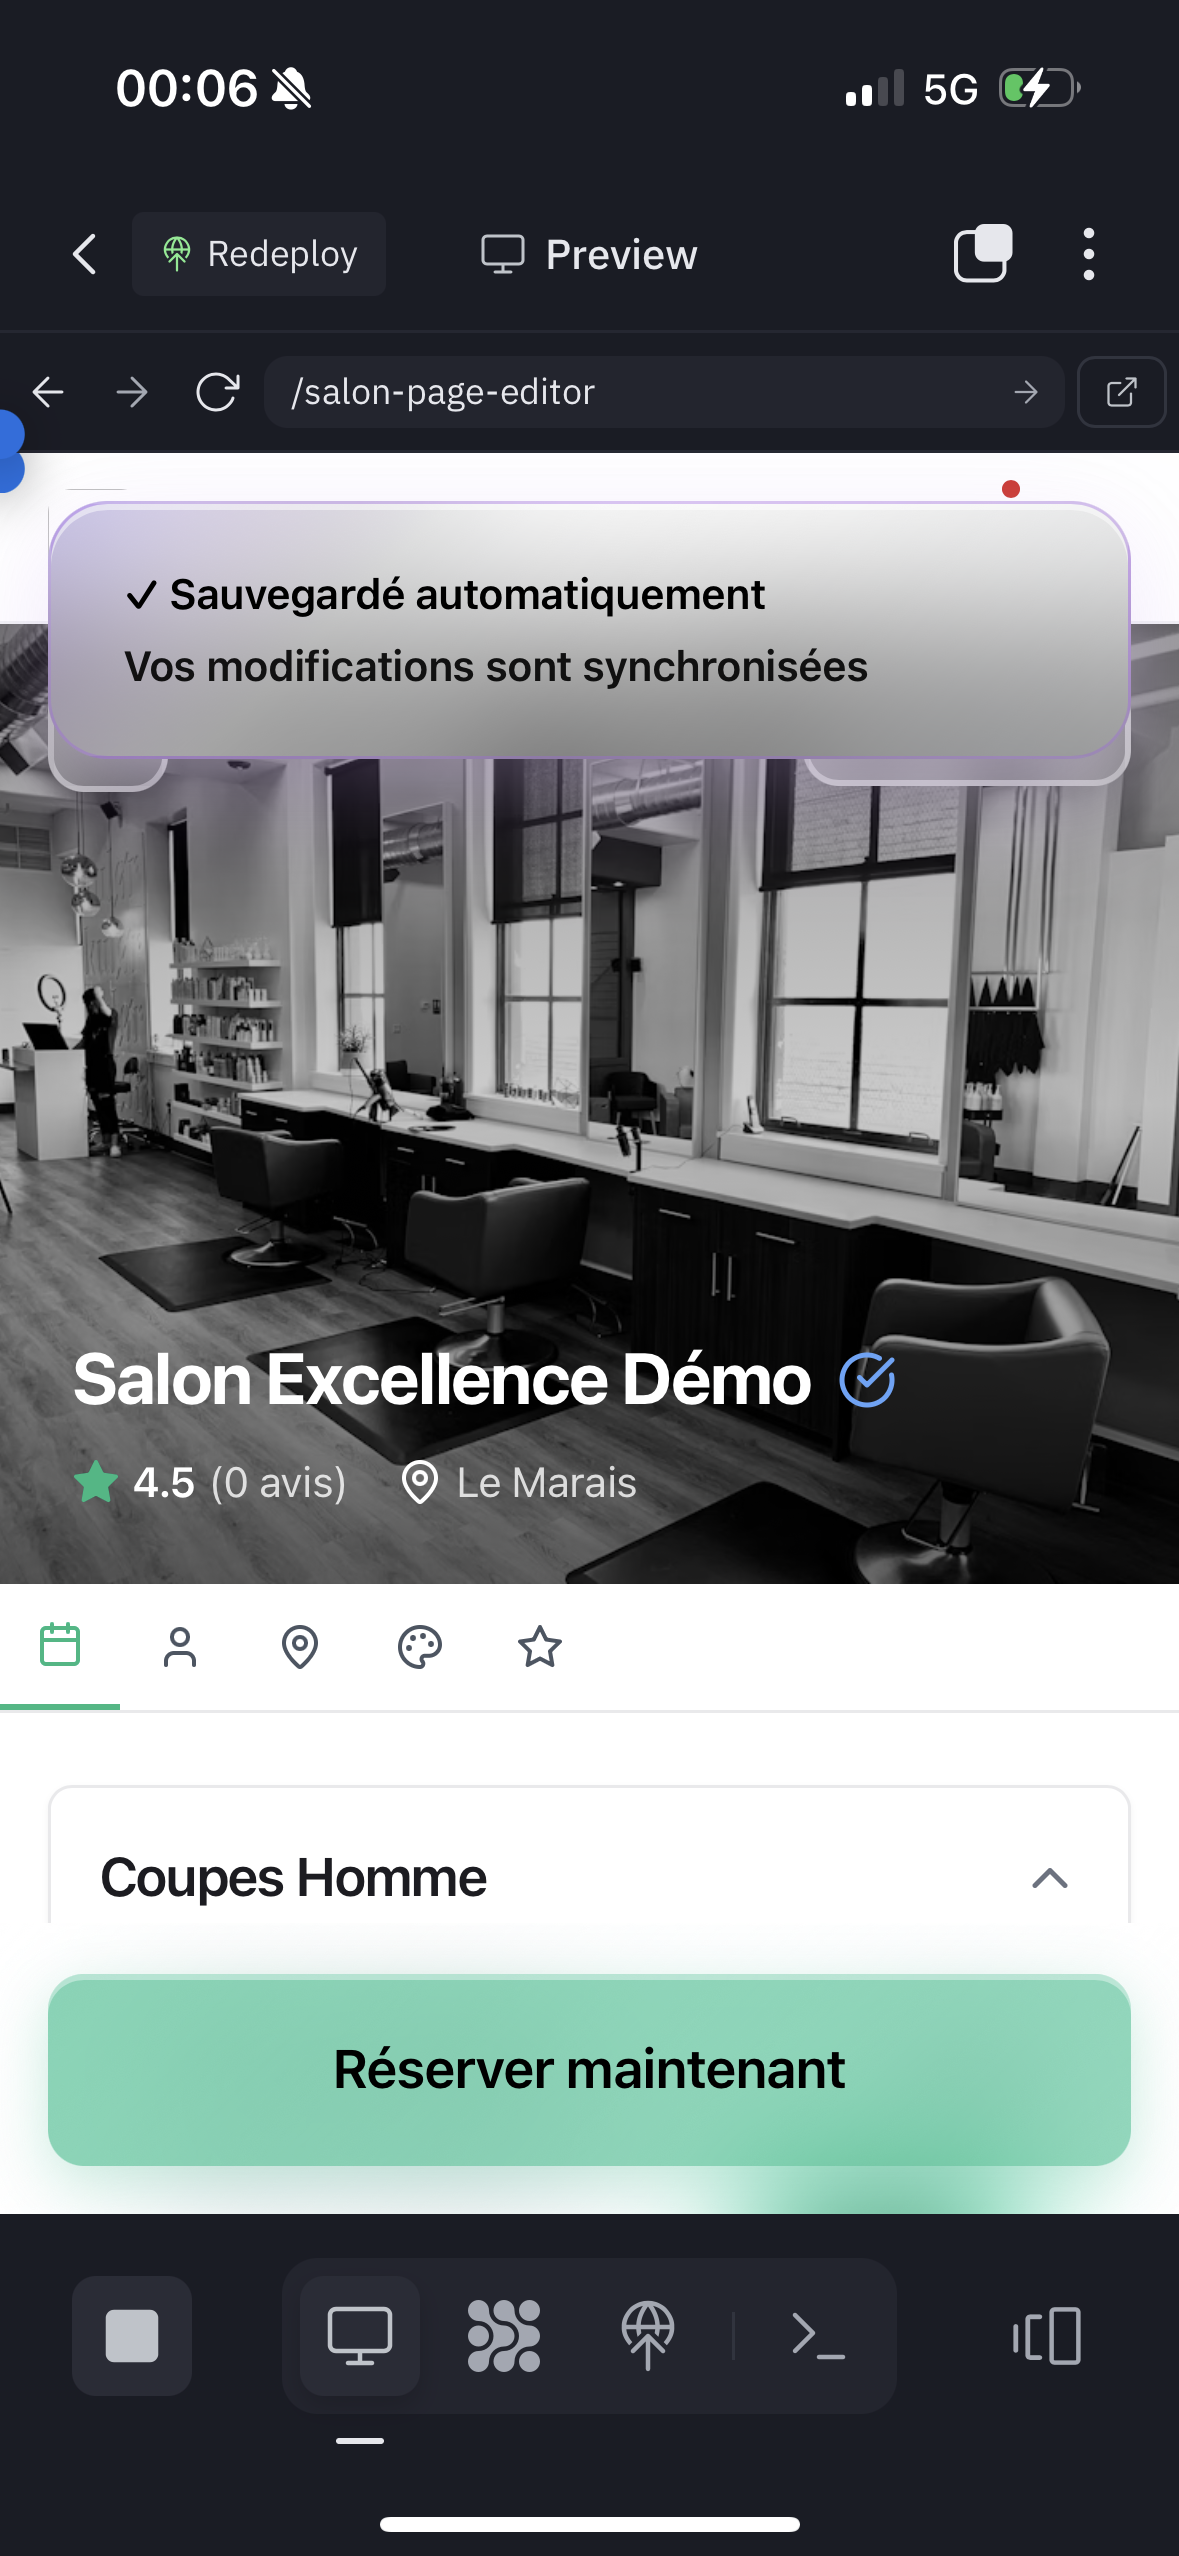 00:06
5G
Redeploy
Preview
/salon-page-editor
✓ Sauvegardé automatiquement
Vos modifications sont synchronisées
Salon Excellence Démo
4.5 (0 avis) Le Marais
Coupes Homme
Réserver maintenant